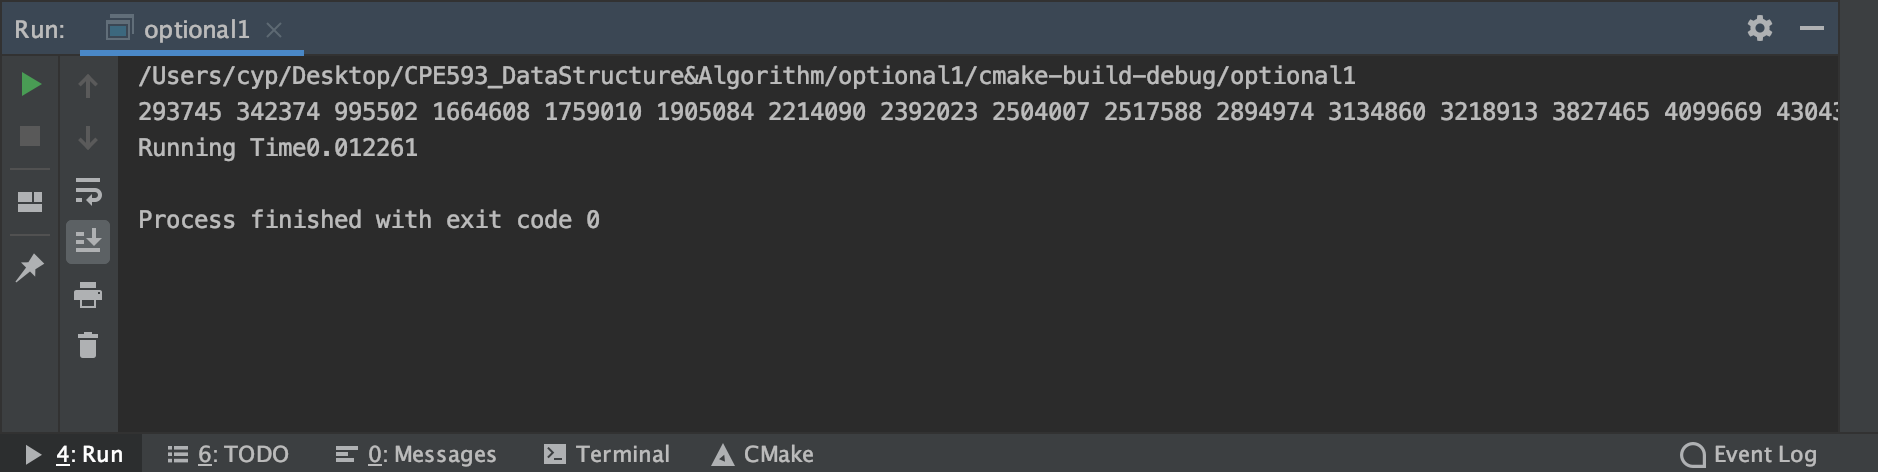 Run: optional1
/Users/cyp/Desktop/CPE593_DataStructure&Algorithm/optional1/cmake-build-debug/optional1
293745 342374 995502 1664608 1759010 1905084 2214090 2392023 2504007 2517588 2894974 3134860 3218913 3827465 4099669
Running Time0.012261
Process finished with exit code 0
4: Run 6: TODO 0: Messages Terminal CMake Event Log